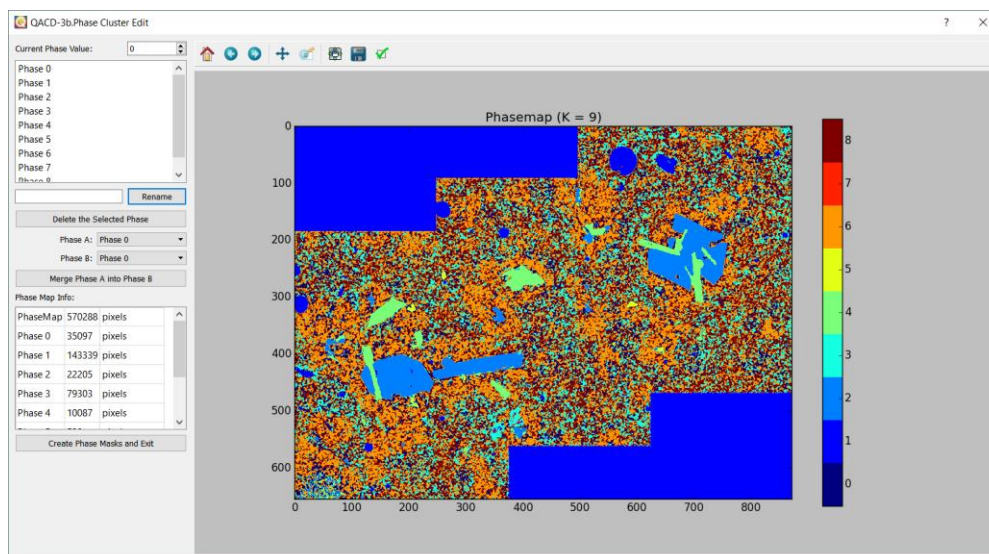 QACD-3b.Phase Cluster Edit
Current Phase Value: 0
Phase 0
Phase 1
Phase 2
Phase 3
Phase 4
Phase 5
Phase 6
Phase 7
Rename
Delete the Selected Phase
Phase A: Phase 0
Phase B: Phase 0
Merge Phase A into Phase B
Phase Map Info:
PhaseMap 570288 pixels
Phase 0 35097 pixels
Phase 1 143339 pixels
Phase 2 22205 pixels
Phase 3 79303 pixels
Phase 4 10087 pixels
Create Phase Masks and Exit
Phasemap (K = 9)
0
100
200
300
400
500
600
0 100 200 300 400 500 600 700 800
8
7
6
5
4
3
2
1
0